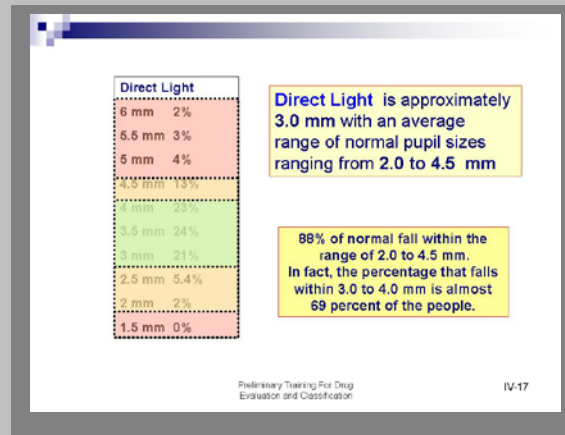 Direct Light
6 mm 2%
5.5 mm 3%
5 mm 4%
4.5 mm 13%
4 mm 23%
3.5 mm 24%
3 mm 21%
2.5 mm 5.4%
2 mm 2%
1.5 mm 0%
Direct Light is approximately
3.0 mm with an average
range of normal pupil sizes
ranging from 2.0 to 4.5 mm
88% of normal fall within the
range of 2.0 to 4.5 mm.
In fact, the percentage that falls
within 3.0 to 4.0 mm is almost
69 percent of the people.
Preliminary Training For Drug
Evaluation and Classification
IV-17